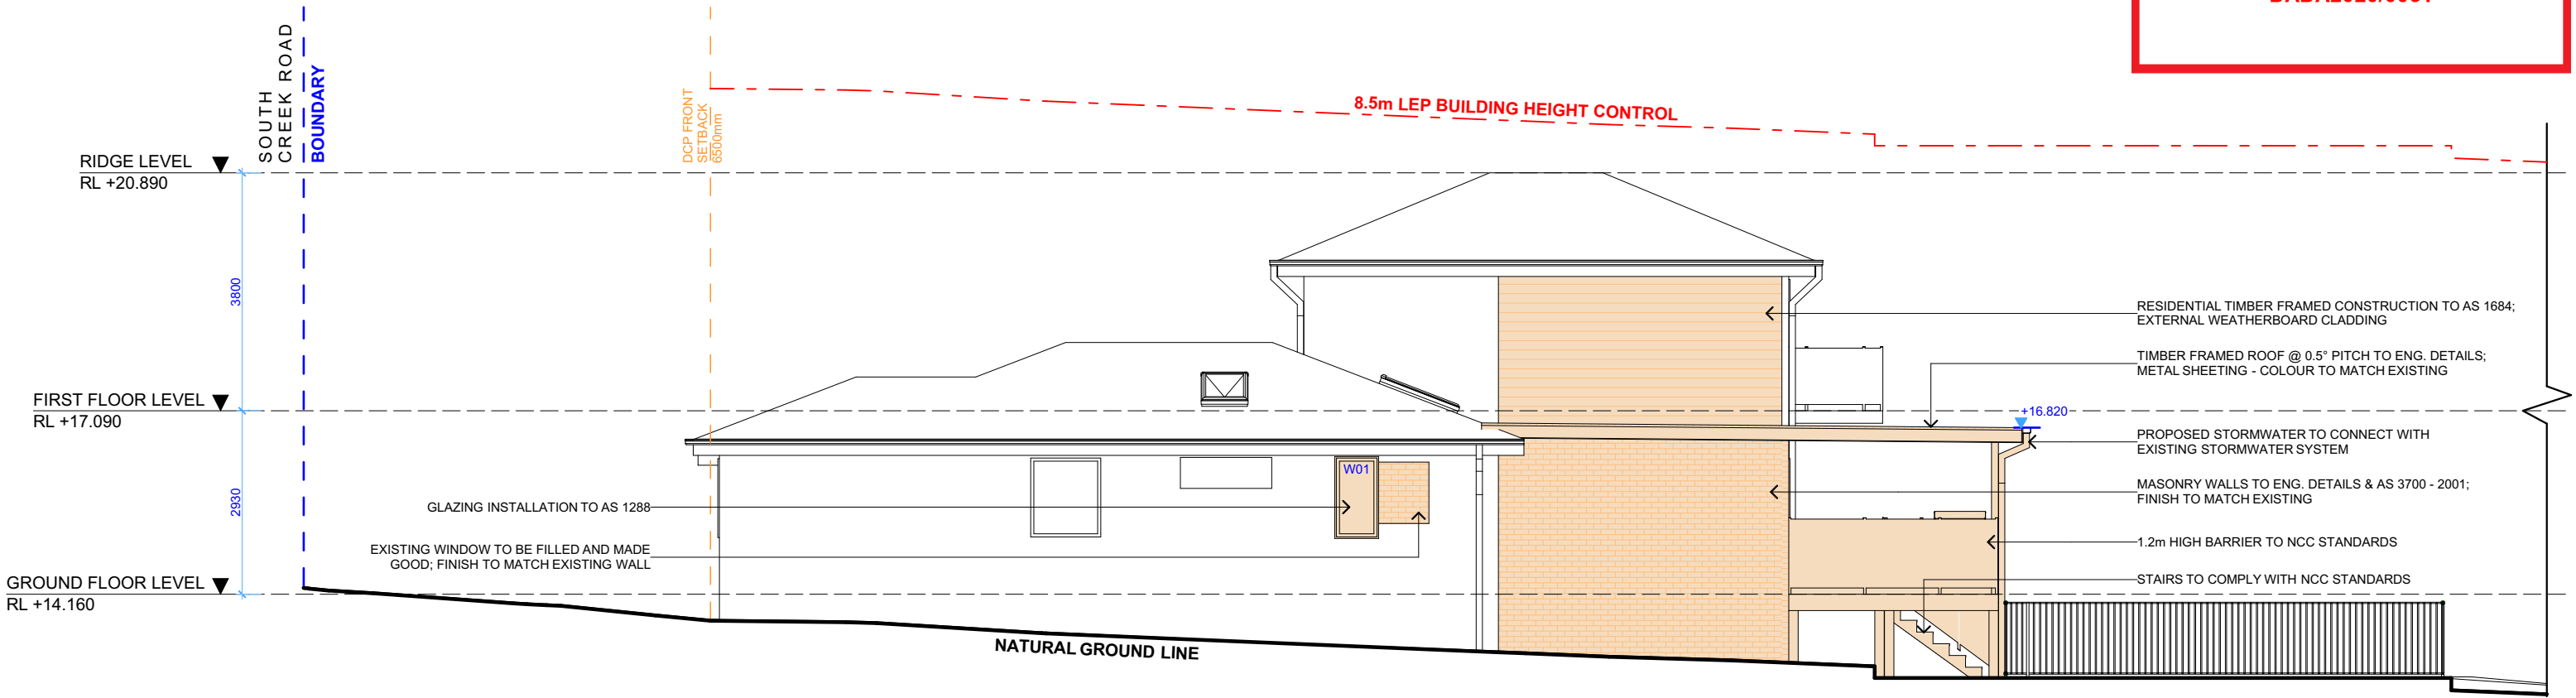 SOUTH
CREEK ROAD
BOUNDARY
DCP FRONT
SETBACK
6500mm
8.5m LEP BUILDING HEIGHT CONTROL
RIDGE LEVEL
RL +20.890
3800
FIRST FLOOR LEVEL
RL +17.090
2930
GROUND FLOOR LEVEL
RL +14.160
GLAZING INSTALLATION TO AS 1288
EXISTING WINDOW TO BE FILLED AND MADE
GOOD; FINISH TO MATCH EXISTING WALL
W01
NATURAL GROUND LINE
+16.820
RESIDENTIAL TIMBER FRAMED CONSTRUCTION TO AS 1684;
EXTERNAL WEATHERBOARD CLADDING
TIMBER FRAMED ROOF @ 0.5° PITCH TO ENG. DETAILS;
METAL SHEETING - COLOUR TO MATCH EXISTING
PROPOSED STORMWATER TO CONNECT WITH
EXISTING STORMWATER SYSTEM
MASONRY WALLS TO ENG. DETAILS & AS 3700 - 2001;
FINISH TO MATCH EXISTING
1.2m HIGH BARRIER TO NCC STANDARDS
STAIRS TO COMPLY WITH NCC STANDARDS